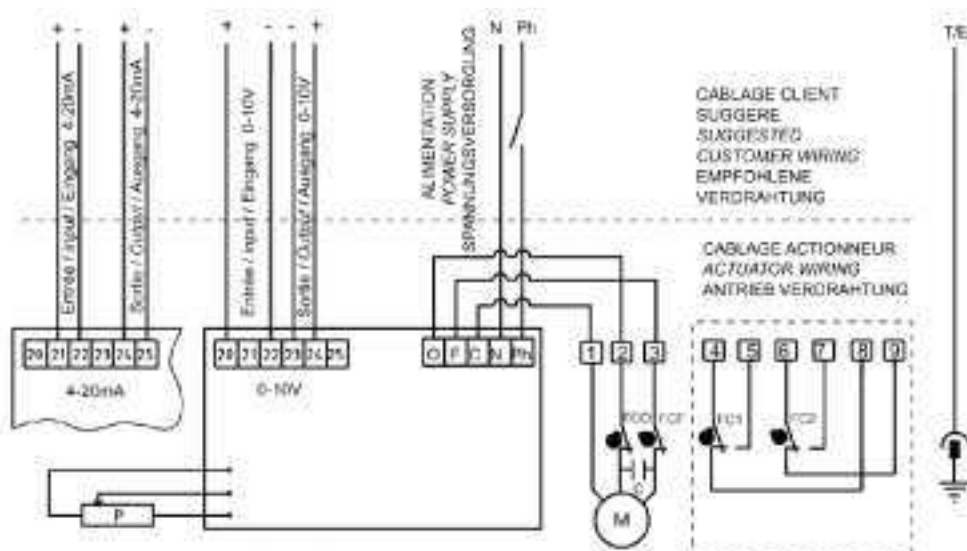 + - + -
+ - - +
N Ph
T/E
Entrée / Input / Eingang 4-20mA
Sortie / Output / Ausgang 4-20mA
Entrée / Input / Eingang 0-10V
Sortie / Output / Ausgang 0-10V
ALIMENTATION
POWER SUPPLY
SPANNUNGSVERSORGUNG
CABLAGE CLIENT
SUGGERE
SUGGESTED
CUSTOMER WIRING
EMPFOHLENE
VERDRAHTUNG
CABLAGE ACTIONNEUR
ACTUATOR WIRING
ANTRIEB VERDRAHTUNG
20 21 22 23 24 25
4-20mA
20 21 22 23 24 25
0-10V
O F C N Ph
1 2 3
4 5 6 7 8 9
FC1
FC2
C
P
M